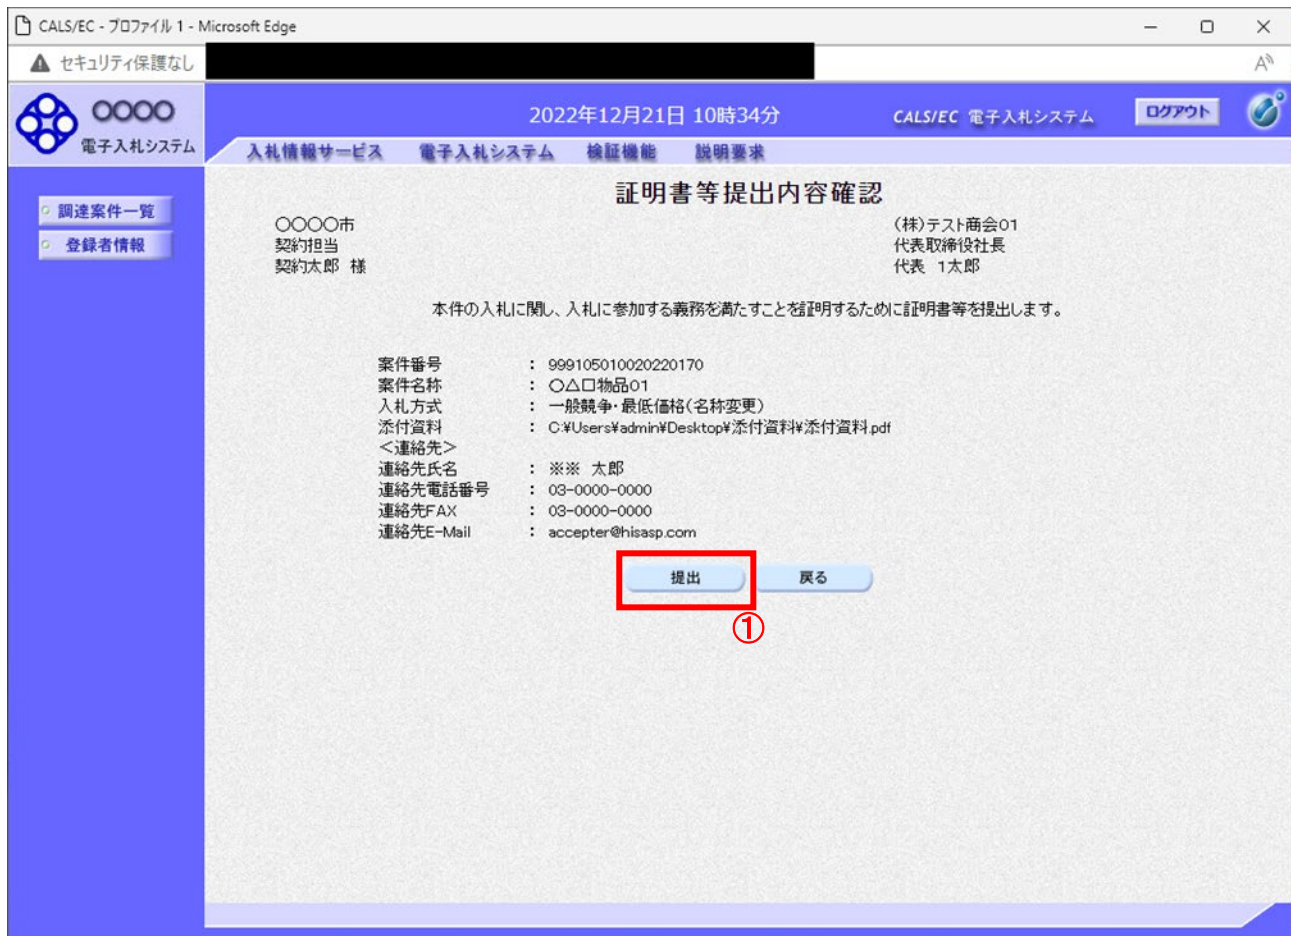 CALS/EC - プロファイル 1 - Microsoft Edge
セキュリティ保護なし
〇〇〇〇
電子入札システム
2022年12月21日 10時34分
CALS/EC 電子入札システム
ログアウト
入札情報サービス 電子入札システム 検証機能 説明要求
調達案件一覧
登録者情報
証明書等提出内容確認
〇〇〇〇市
契約担当
契約太郎 様
(株)テスト商会01
代表取締役社長
代表 1太郎
本件の入札に関し、入札に参加する義務を満たすことを証明するために証明書等を提出します。
案件番号 : 999105010020220170
案件名称 : 〇△口物品01
入札方式 : 一般競争・最低価格(名称変更)
添付資料 : C:¥Users¥admin¥Desktop¥添付資料¥添付資料.pdf
<連絡先>
連絡先氏名 : ※※ 太郎
連絡先電話番号 : 03-0000-0000
連絡先FAX : 03-0000-0000
連絡先E-Mail : accepter@hisasp.com
提出 戻る
①